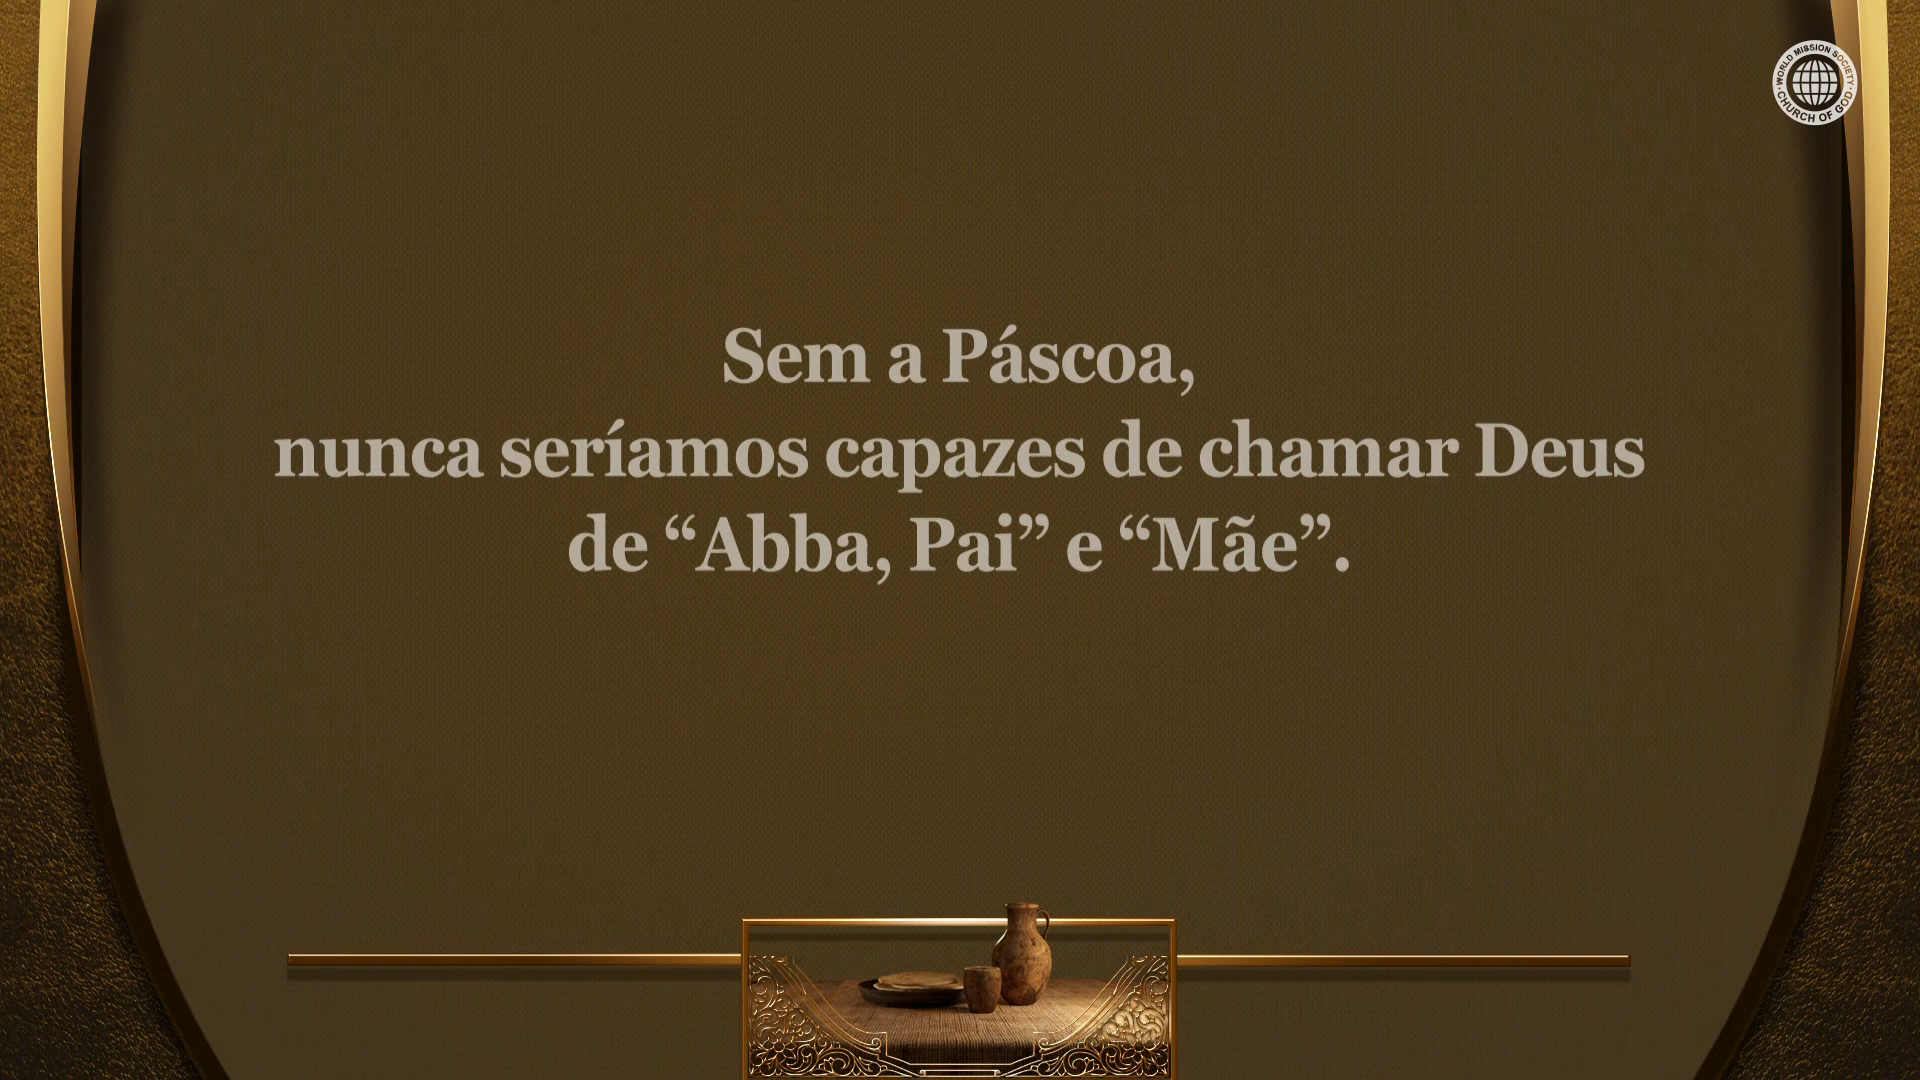 WORLD MISSION SOCIETY
CHURCH OF GOD
Sem a Páscoa,
nunca seríamos capazes de chamar Deus
de “Abba, Pai” e “Mãe”.